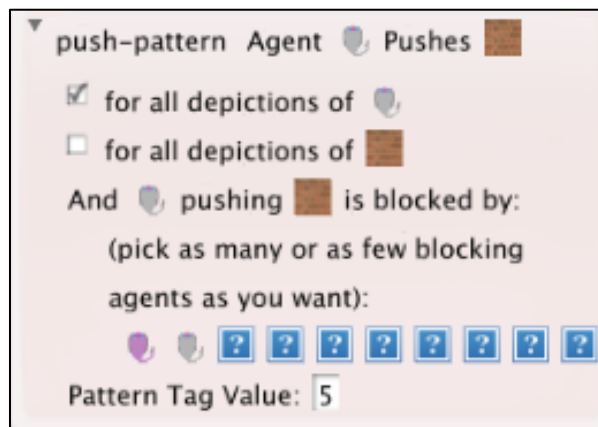 push-pattern Agent Pushes
for all depictions of
for all depictions of
And pushing is blocked by:
(pick as many or as few blocking
agents as you want):
? ? ? ? ? ? ? ?
Pattern Tag Value: 5